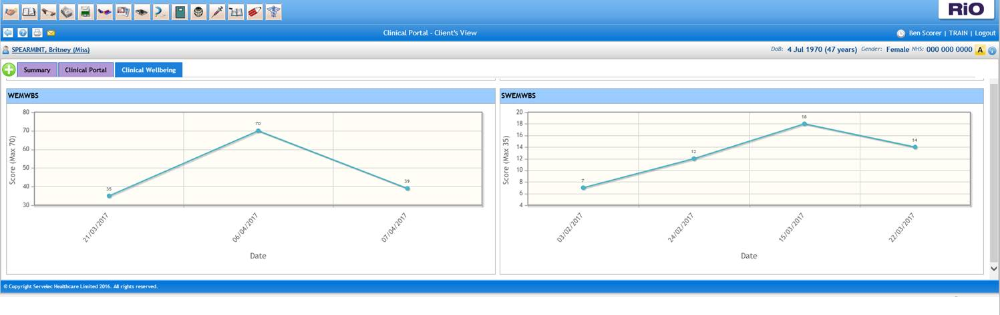 RiO
Clinical Portal - Client's View
Ben Scorer | TRAIN | Logout
SPEARMINT, Britney (Miss)
DoB: 4 Jul 1970 (47 years) Gender: Female NHS: 000 000 0000 A
Summary
Clinical Portal
Clinical Wellbeing
WEMWBS
80
70
60
50
40
30
Score (Max 70)
35
70
39
21/03/2017
06/04/2017
07/04/2017
Date
SWEMWBS
20
18
16
14
12
10
8
6
4
Score (Max 35)
7
12
18
14
03/02/2017
24/02/2017
15/03/2017
22/03/2017
Date
© Copyright Servelec Healthcare Limited 2016. All rights reserved.